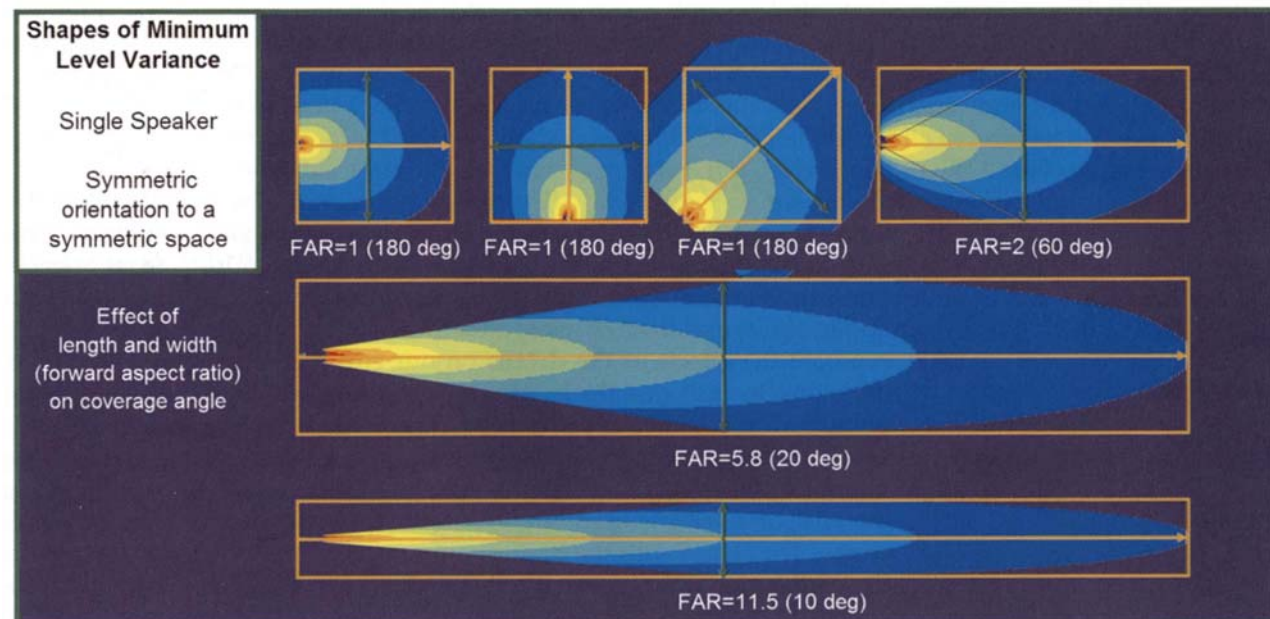 Shapes of Minimum
Level Variance
Single Speaker
Symmetric
orientation to a
symmetric space
FAR=1 (180 deg)
FAR=1 (180 deg)
FAR=1 (180 deg)
FAR=2 (60 deg)
Effect of
length and width
(forward aspect ratio)
on coverage angle
FAR=5.8 (20 deg)
FAR=11.5 (10 deg)